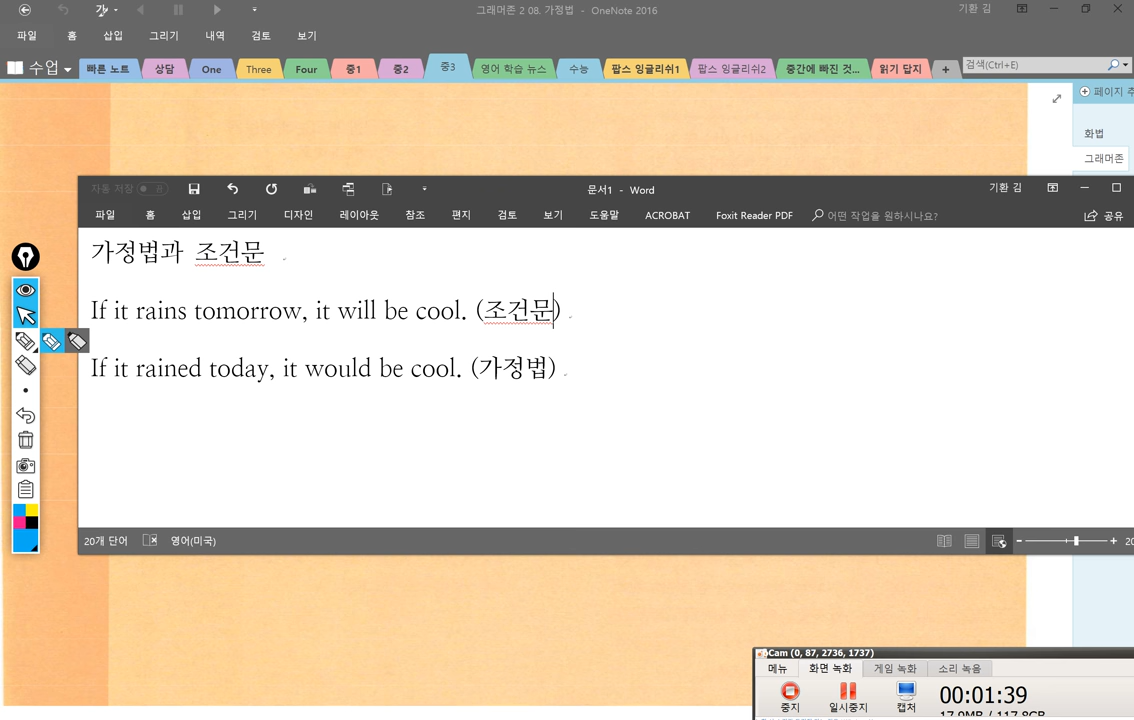 그래머존 2 08. 가정법 - OneNote 2016
기환 김
파일 홈 삽입 그리기 내역 검토 보기
수업 빠른 노트 상담 One Three Four 중1 중2 중3 영어 학습 뉴스 수능 팝스 잉글리쉬1 팝스 잉글리쉬2 중간에 빠진 것... 읽기 답지 + 검색(Ctrl+E)
페이지 추
화법
그래머존
자동 저장 문서1 - Word 기환 김
파일 홈 삽입 그리기 디자인 레이아웃 참조 편지 검토 보기 도움말 ACROBAT Foxit Reader PDF 어떤 작업을 원하시나요? 공유
가정법과 조건문
If it rains tomorrow, it will be cool. (조건문)
If it rained today, it would be cool. (가정법)
20개 단어 영어(미국) 20
Cam (0, 87, 2736, 1737)
메뉴 화면 녹화 게임 녹화 소리 녹음
중지 일시중지 캡처 00:01:39
17.9MB / 117.8GB